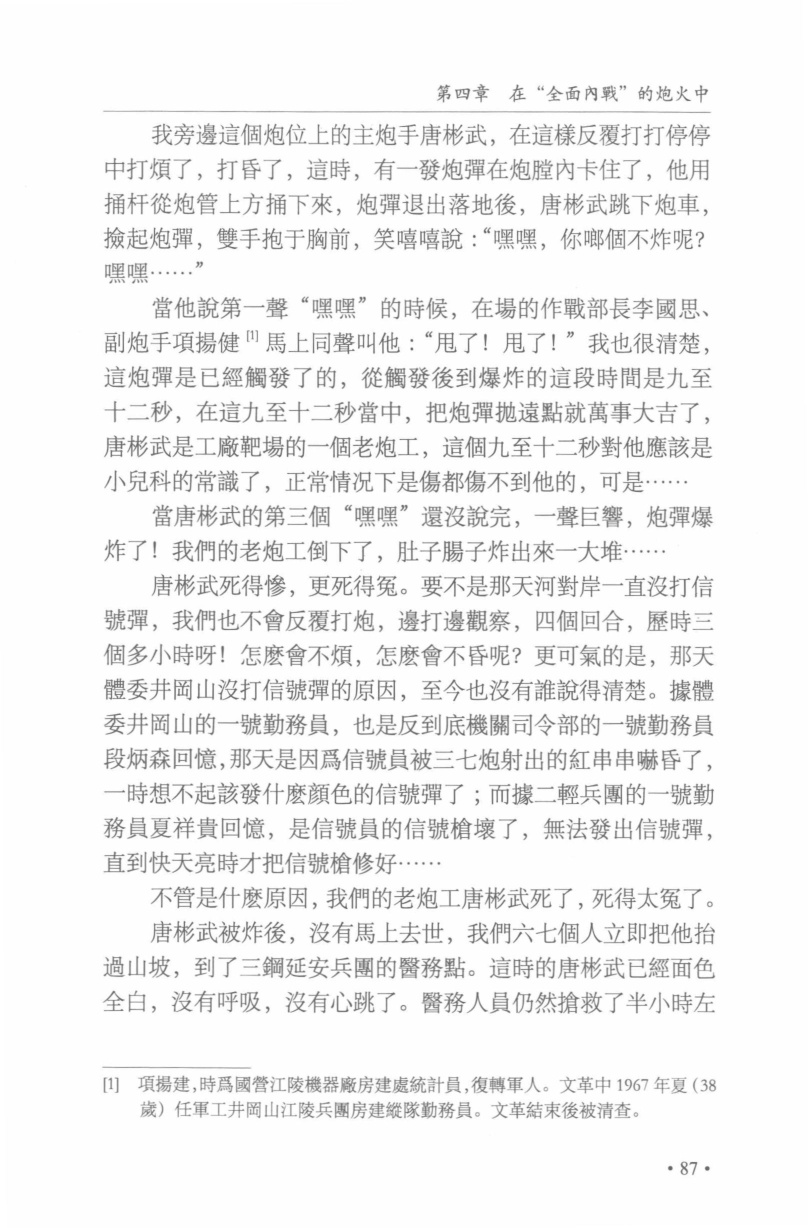 第四章 在“全面內戰”的炮火中
我旁邊這個炮位上的主炮手唐彬武，在這樣反覆打打停停
中打煩了，打昏了，這時，有一發炮彈在炮膛內卡住了，他用
捅杆從炮管上方捅下來，炮彈退出落地後，唐彬武跳下炮車，
撿起炮彈，雙手抱于胸前，笑嘻嘻說：“嘿嘿，你啷個不炸呢？
嘿嘿……”
當他說第一聲“嘿嘿”的時候，在場的作戰部長李國思、
副炮手項揚健[1]馬上同聲叫他：“甩了！甩了！”我也很清楚，
這炮彈是已經觸發了的，從觸發後到爆炸的這段時間是九至
十二秒，在這九至十二秒當中，把炮彈拋遠點就萬事大吉了，
唐彬武是工廠靶場的一個老炮工，這個九至十二秒對他應該是
小兒科的常識了，正常情况下是傷都傷不到他的，可是……
當唐彬武的第三個“嘿嘿”還沒說完，一聲巨響，炮彈爆
炸了！我們的老炮工倒下了，肚子腸子炸出來一大堆……
唐彬武死得慘，更死得冤。要不是那天河對岸一直沒打信
號彈，我們也不會反覆打炮，邊打邊觀察，四個回合，歷時三
個多小時呀！怎麽會不煩，怎麽會不昏呢？更可氣的是，那天
體委井岡山沒打信號彈的原因，至今也沒有誰說得清楚。據體
委井岡山的一號勤務員，也是反到底機關司令部的一號勤務員
段炳森回憶，那天是因爲信號員被三七炮射出的紅串串嚇昏了，
一時想不起該發什麽顔色的信號彈了；而據二輕兵團的一號勤
務員夏祥貴回憶，是信號員的信號槍壞了，無法發出信號彈，
直到快天亮時才把信號槍修好……
不管是什麽原因，我們的老炮工唐彬武死了，死得太冤了。
唐彬武被炸後，沒有馬上去世，我們六七個人立即把他抬
過山坡，到了三鋼延安兵團的醫務點。這時的唐彬武已經面色
全白，沒有呼吸，沒有心跳了。醫務人員仍然搶救了半小時左
[1] 項揚建，時爲國營江陵機器廠房建處統計員，復轉軍人。文革中 1967 年夏（38
歲）任軍工井岡山江陵兵團房建縱隊勤務員。文革結束後被清查。
• 87 •